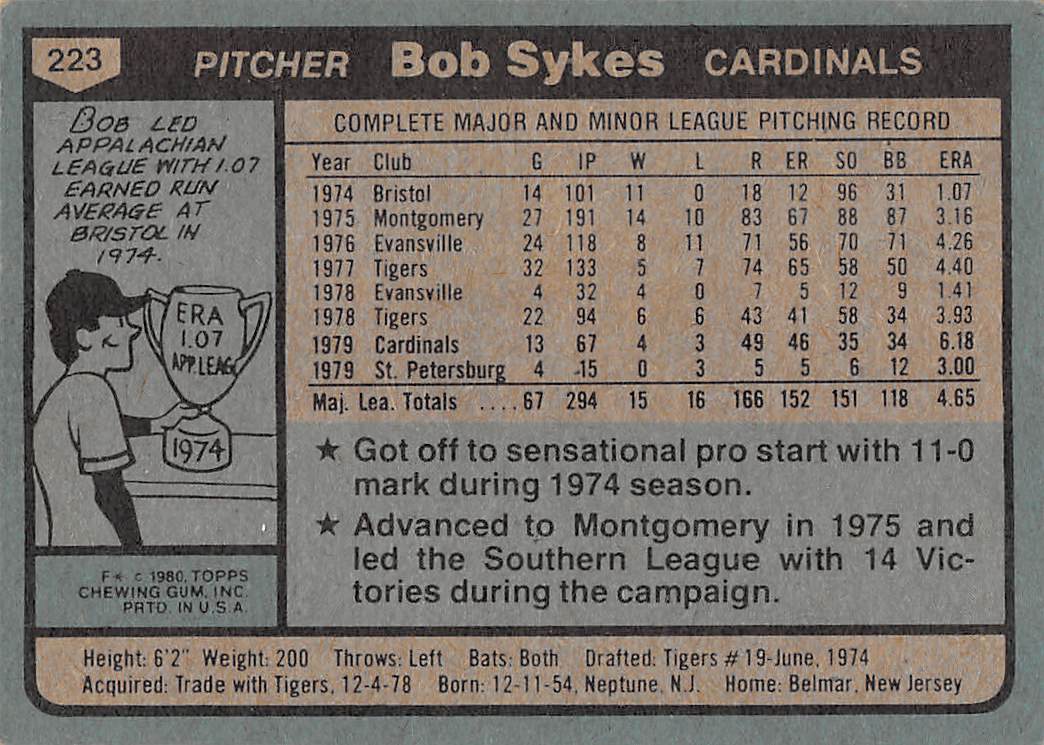 223 PITCHER Bob Sykes CARDINALS
BOB LED
APPALACHIAN
LEAGUE WITH 1.07
EARNED RUN
AVERAGE AT
BRISTOL IN
1974.
ERA
1.07
APP. LEAG
1974
F★ © 1980, TOPPS
CHEWING GUM, INC.
PRTD. IN U.S.A.
COMPLETE MAJOR AND MINOR LEAGUE PITCHING RECORD
Year Club G IP W L R ER SO BB ERA
1974 Bristol 14 101 11 0 18 12 96 31 1.07
1975 Montgomery 27 191 14 10 83 67 88 87 3.16
1976 Evansville 24 118 8 11 71 56 70 71 4.26
1977 Tigers 32 133 5 7 74 65 58 50 4.40
1978 Evansville 4 32 4 0 7 5 12 9 1.41
1978 Tigers 22 94 6 6 43 41 58 34 3.93
1979 Cardinals 13 67 4 3 49 46 35 34 6.18
1979 St. Petersburg 4 15 0 3 5 5 6 12 3.00
Maj. Lea. Totals ....67 294 15 16 166 152 151 118 4.65
★ Got off to sensational pro start with 11-0
mark during 1974 season.
★ Advanced to Montgomery in 1975 and
led the Southern League with 14 Vic-
tories during the campaign.
Height: 6'2" Weight: 200 Throws: Left Bats: Both Drafted: Tigers #19-June, 1974
Acquired: Trade with Tigers, 12-4-78 Born: 12-11-54, Neptune, N.J. Home: Belmar, New Jersey